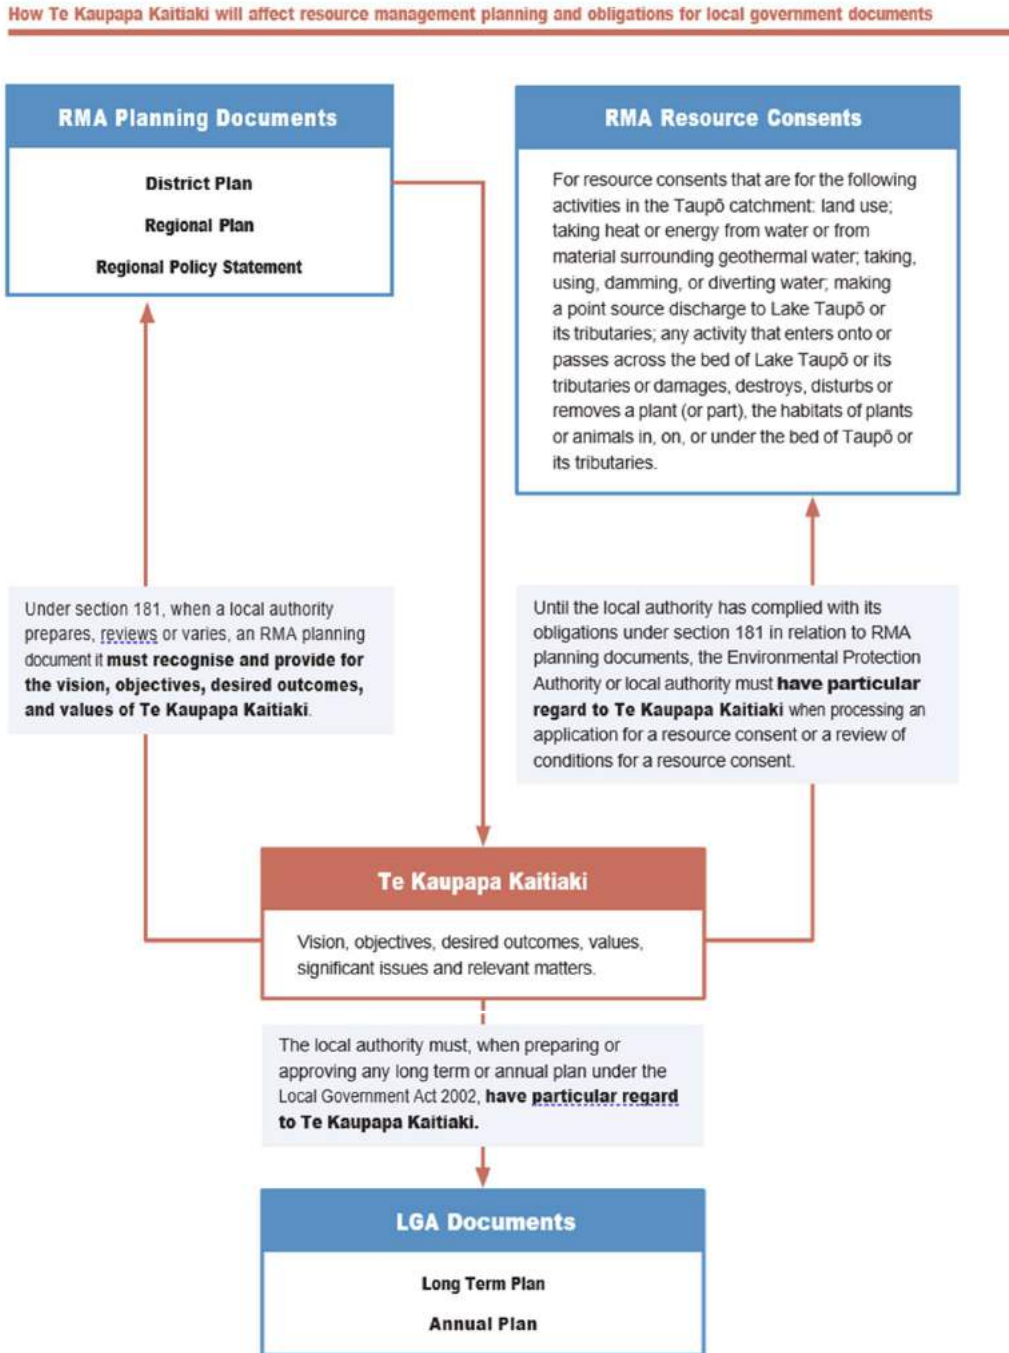 How Te Kaupapa Kaitiaki will affect resource management planning and obligations for local government documents
RMA Planning Documents
District Plan
Regional Plan
Regional Policy Statement
RMA Resource Consents
For resource consents that are for the following
activities in the Taupō catchment: land use;
taking heat or energy from water or from
material surrounding geothermal water; taking,
using, damming, or diverting water; making
a point source discharge to Lake Taupō or
its tributaries; any activity that enters onto or
passes across the bed of Lake Taupō or its
tributaries or damages, destroys, disturbs or
removes a plant (or part), the habitats of plants
or animals in, on, or under the bed of Taupō or
its tributaries.
Under section 181, when a local authority
prepares, reviews or varies, an RMA planning
document it must recognise and provide for
the vision, objectives, desired outcomes,
and values of Te Kaupapa Kaitiaki.
Until the local authority has complied with its
obligations under section 181 in relation to RMA
planning documents, the Environmental Protection
Authority or local authority must have particular
regard to Te Kaupapa Kaitiaki when processing an
application for a resource consent or a review of
conditions for a resource consent.
Te Kaupapa Kaitiaki
Vision, objectives, desired outcomes, values,
significant issues and relevant matters.
The local authority must, when preparing or
approving any long term or annual plan under the
Local Government Act 2002, have particular regard
to Te Kaupapa Kaitiaki.
LGA Documents
Long Term Plan
Annual Plan